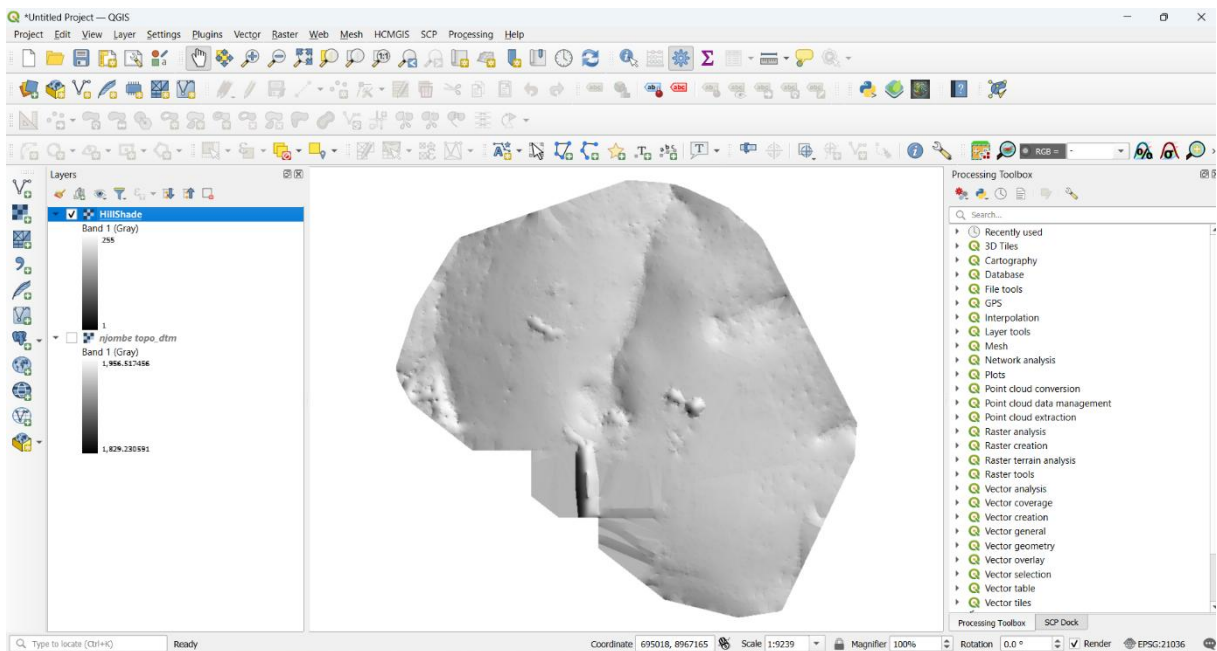 *Untitled Project — QGIS
Project Edit View Layer Settings Plugins Vector Raster Web Mesh HCMGIS SCP Processing Help
RGB = -
Layers
HillShade
Band 1 (Gray)
255
1
njombe topo_dtm
Band 1 (Gray)
1,956.517456
1,829.230591
Processing Toolbox
Search...
Recently used
3D Tiles
Cartography
Database
File tools
GPS
Interpolation
Layer tools
Mesh
Network analysis
Plots
Point cloud conversion
Point cloud data management
Point cloud extraction
Raster analysis
Raster creation
Raster terrain analysis
Raster tools
Vector analysis
Vector coverage
Vector creation
Vector general
Vector geometry
Vector overlay
Vector selection
Vector table
Vector tiles
Processing Toolbox SCP Dock
Type to locate (Ctrl+K) Ready Coordinate 695018, 8967165 Scale 1:9239 Magnifier 100% Rotation 0.0 ° Render EPSG:21036